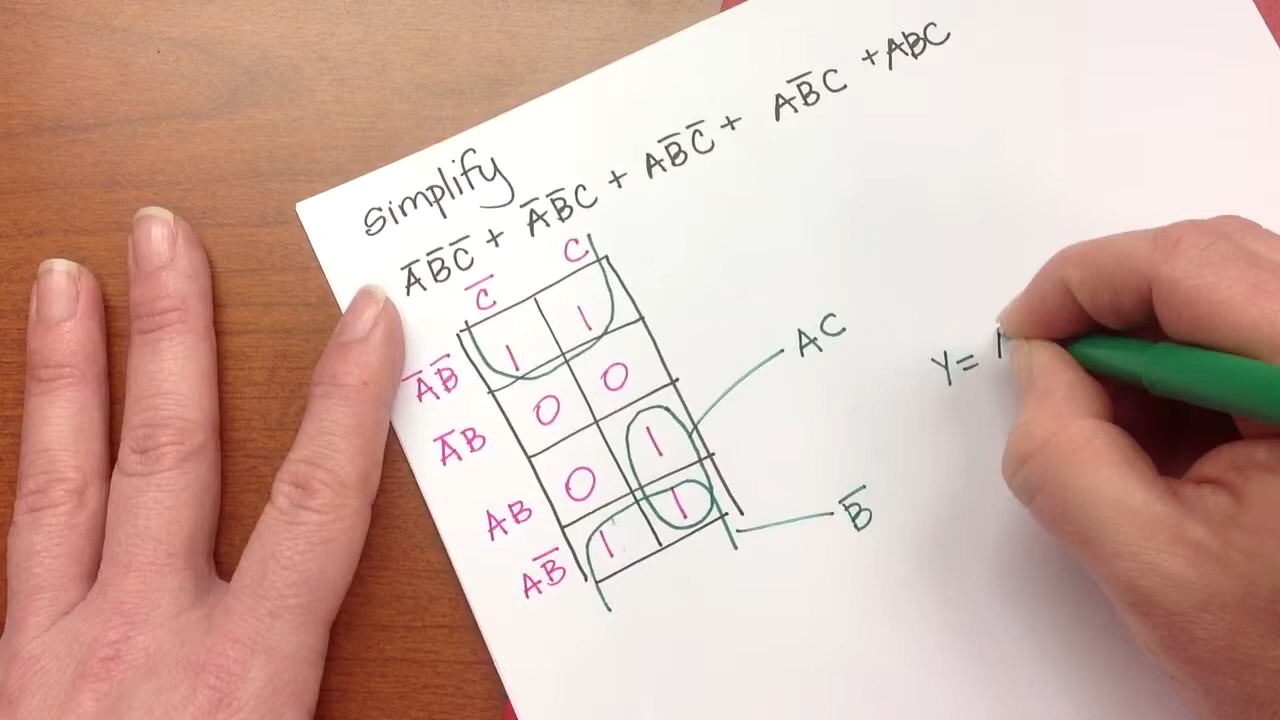 simplify
A̅B̅C̅ + A̅B̅C + AB̅C̅ + AB̅C + ABC
C̅ C
A̅B̅ 1 1
A̅B 0 0
AB 0 1
AB̅ 1 1
AC
B̅
Y=